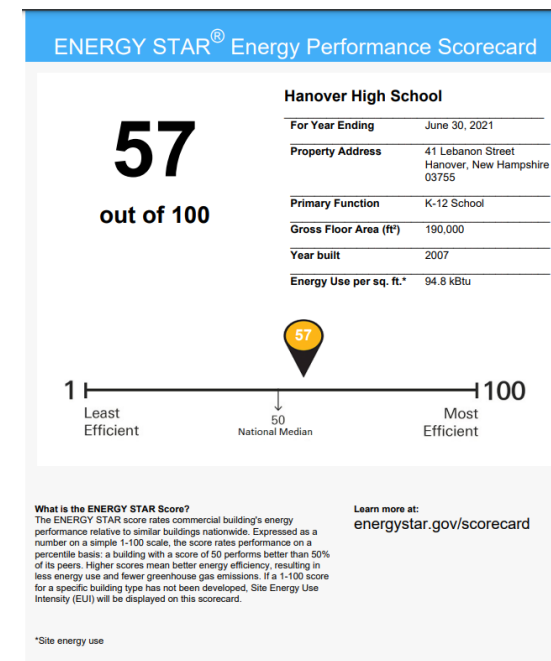 ENERGY STAR® Energy Performance Scorecard
57
out of 100
Hanover High School
For Year Ending June 30, 2021
Property Address 41 Lebanon Street
Hanover, New Hampshire
03755
Primary Function K-12 School
Gross Floor Area (ft²) 190,000
Year built 2007
Energy Use per sq. ft.* 94.8 kBtu
57
1 100
Least
Efficient
50
National Median
Most
Efficient
What is the ENERGY STAR Score?
The ENERGY STAR score rates commercial building's energy
performance relative to similar buildings nationwide. Expressed as a
number on a simple 1-100 scale, the score rates performance on a
percentile basis: a building with a score of 50 performs better than 50%
of its peers. Higher scores mean better energy efficiency, resulting in
less energy use and fewer greenhouse gas emissions. If a 1-100 score
for a specific building type has not been developed, Site Energy Use
Intensity (EUI) will be displayed on this scorecard.
Learn more at:
energystar.gov/scorecard
*Site energy use